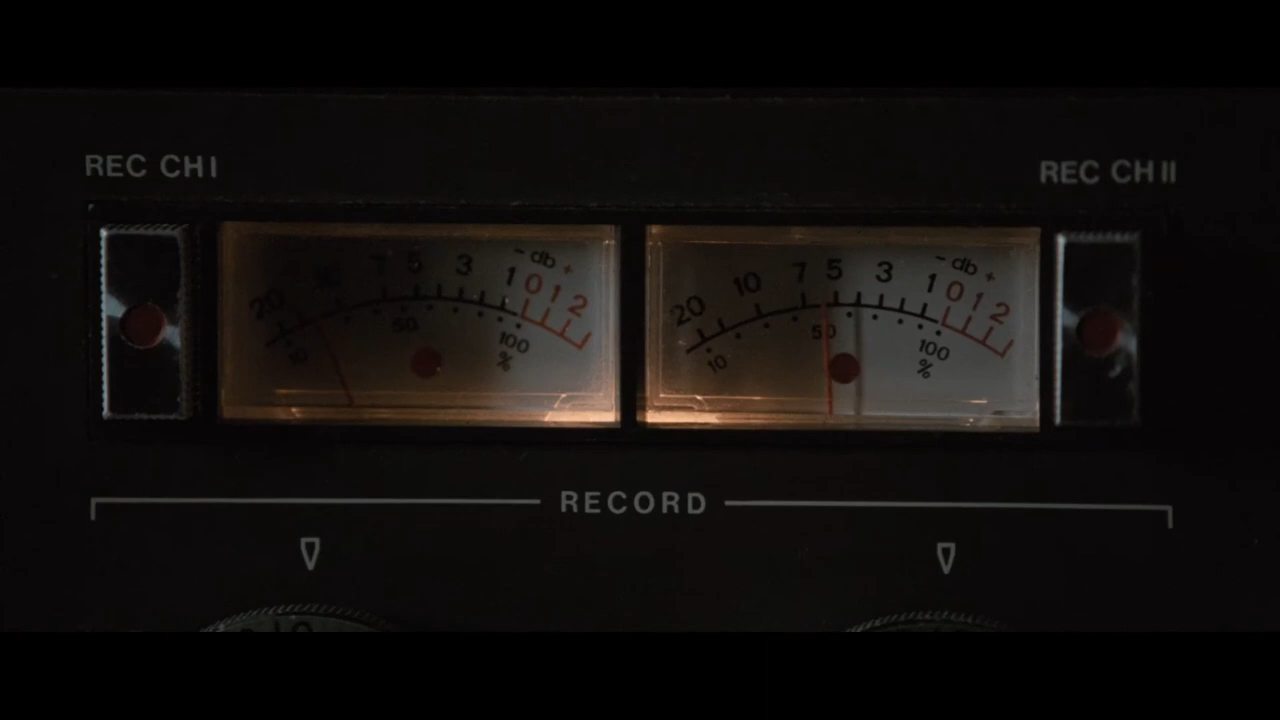 REC CH I
REC CH II
- db +
20 7 5 3 1 0 1 2
50 100
%
- db +
20 10 7 5 3 1 0 1 2
10 50 100
%
RECORD